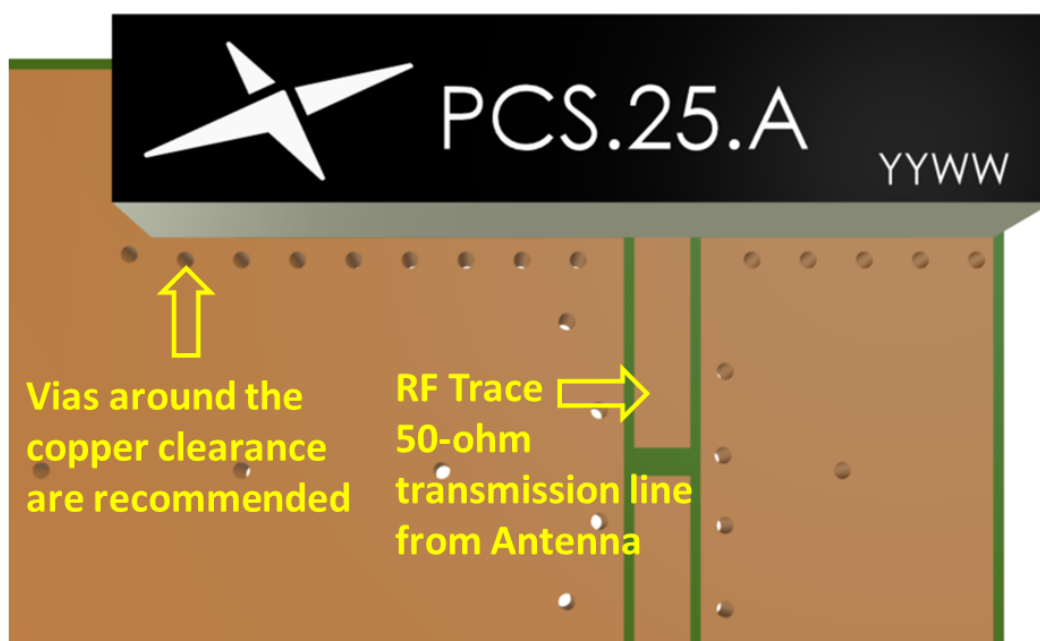 PCS.25.A
YYWW
Vias around the
copper clearance
are recommended
RF Trace
50-ohm
transmission line
from Antenna